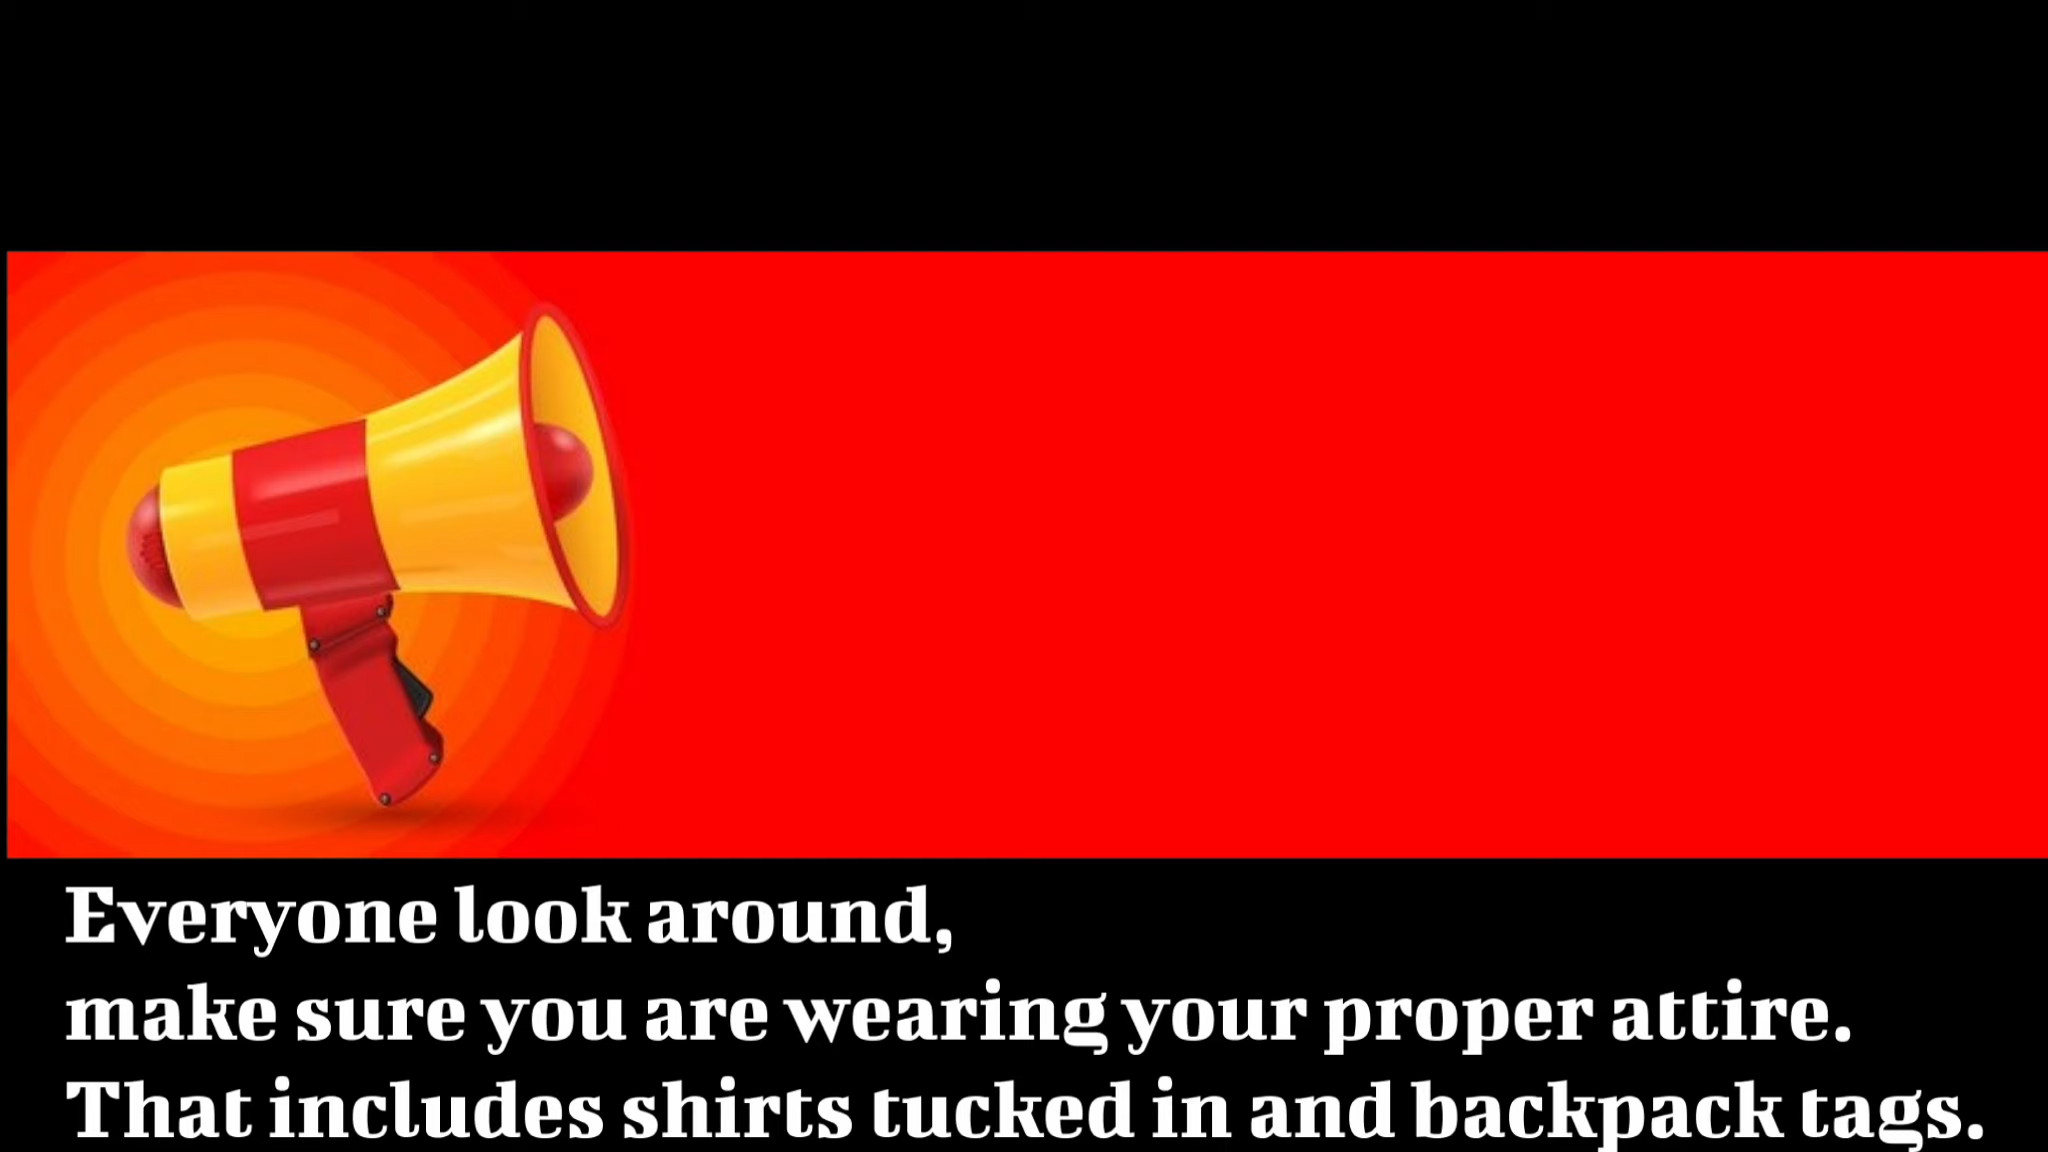 Everyone look around,
make sure you are wearing your proper attire.
That includes shirts tucked in and backpack tags.